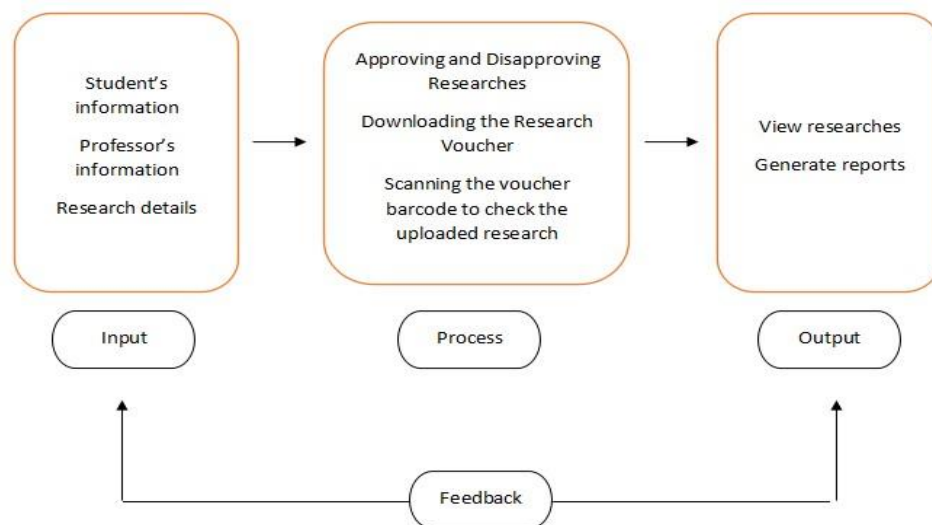 Student’s
information
Professor’s
information
Research details
Approving and Disapproving
Researches
Downloading the Research
Voucher
Scanning the voucher
barcode to check the
uploaded research
View researches
Generate reports
Input
Process
Output
Feedback